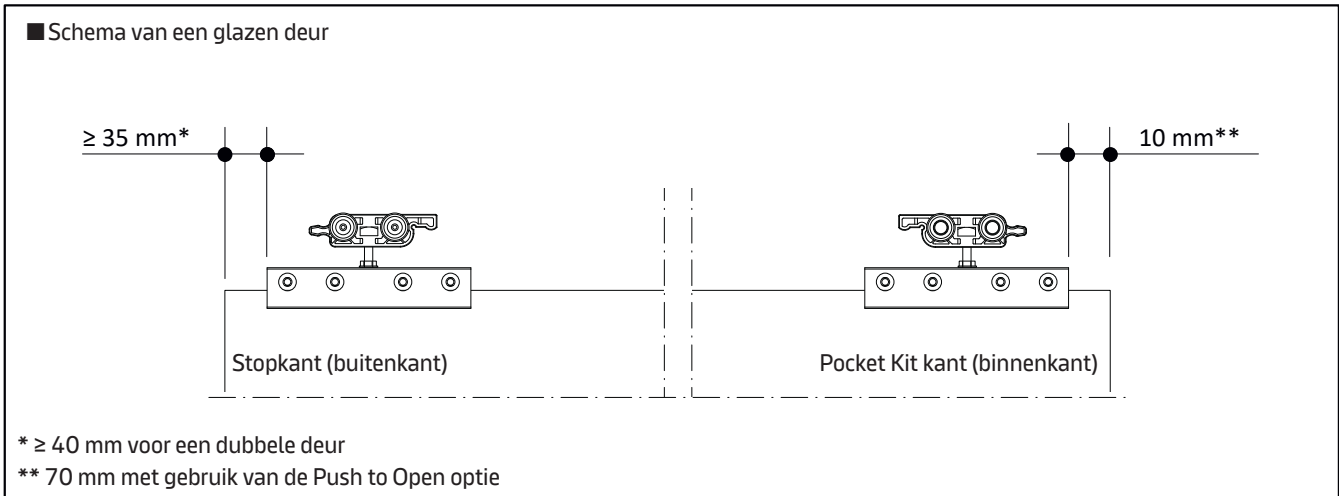 ■ Schema van een glazen deur
≥ 35 mm*
10 mm**
Stopkant (buitenkant)
Pocket Kit kant (binnenkant)
* ≥ 40 mm voor een dubbele deur
** 70 mm met gebruik van de Push to Open optie